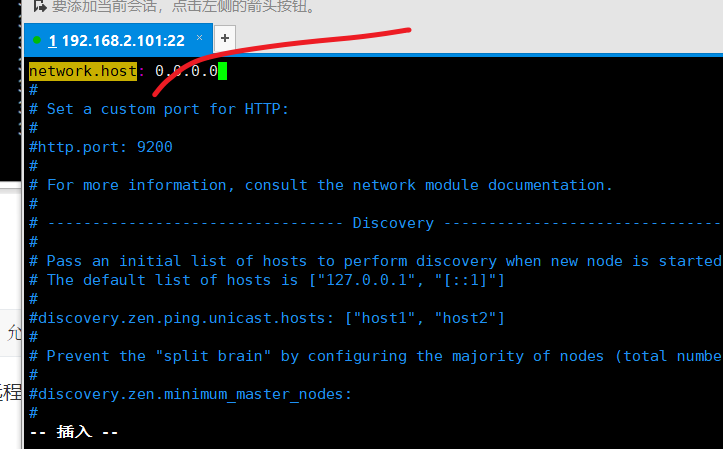 要添加当前会话，点击左侧的箭头按钮。
1 192.168.2.101:22 × +
network.host: 0.0.0.0
#
# Set a custom port for HTTP:
#
#http.port: 9200
#
# For more information, consult the network module documentation.
#
# --------------------------------- Discovery -------------------------------
#
# Pass an initial list of hosts to perform discovery when new node is started
# The default list of hosts is ["127.0.0.1", "[::1]"]
#
#discovery.zen.ping.unicast.hosts: ["host1", "host2"]
#
# Prevent the "split brain" by configuring the majority of nodes (total numbe
#
#discovery.zen.minimum_master_nodes:
#
-- 插入 --
允
程